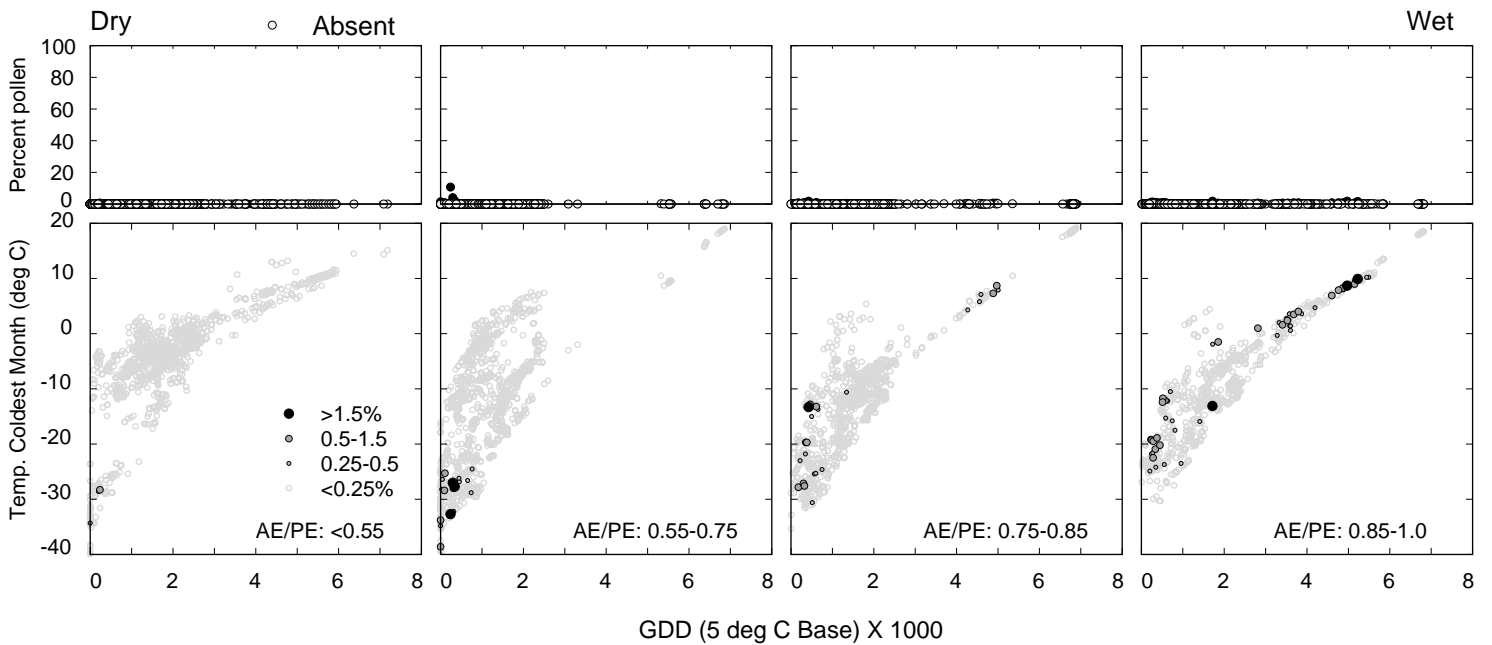 Dry
Absent
Wet
Percent pollen
100
80
60
40
20
0
Temp. Coldest Month (deg C)
20
10
0
-10
-20
-30
-40
>1.5%
0.5-1.5
0.25-0.5
<0.25%
AE/PE: <0.55
AE/PE: 0.55-0.75
AE/PE: 0.75-0.85
AE/PE: 0.85-1.0
0 2 4 6 8 0 2 4 6 8 0 2 4 6 8 0 2 4 6 8
GDD (5 deg C Base) X 1000